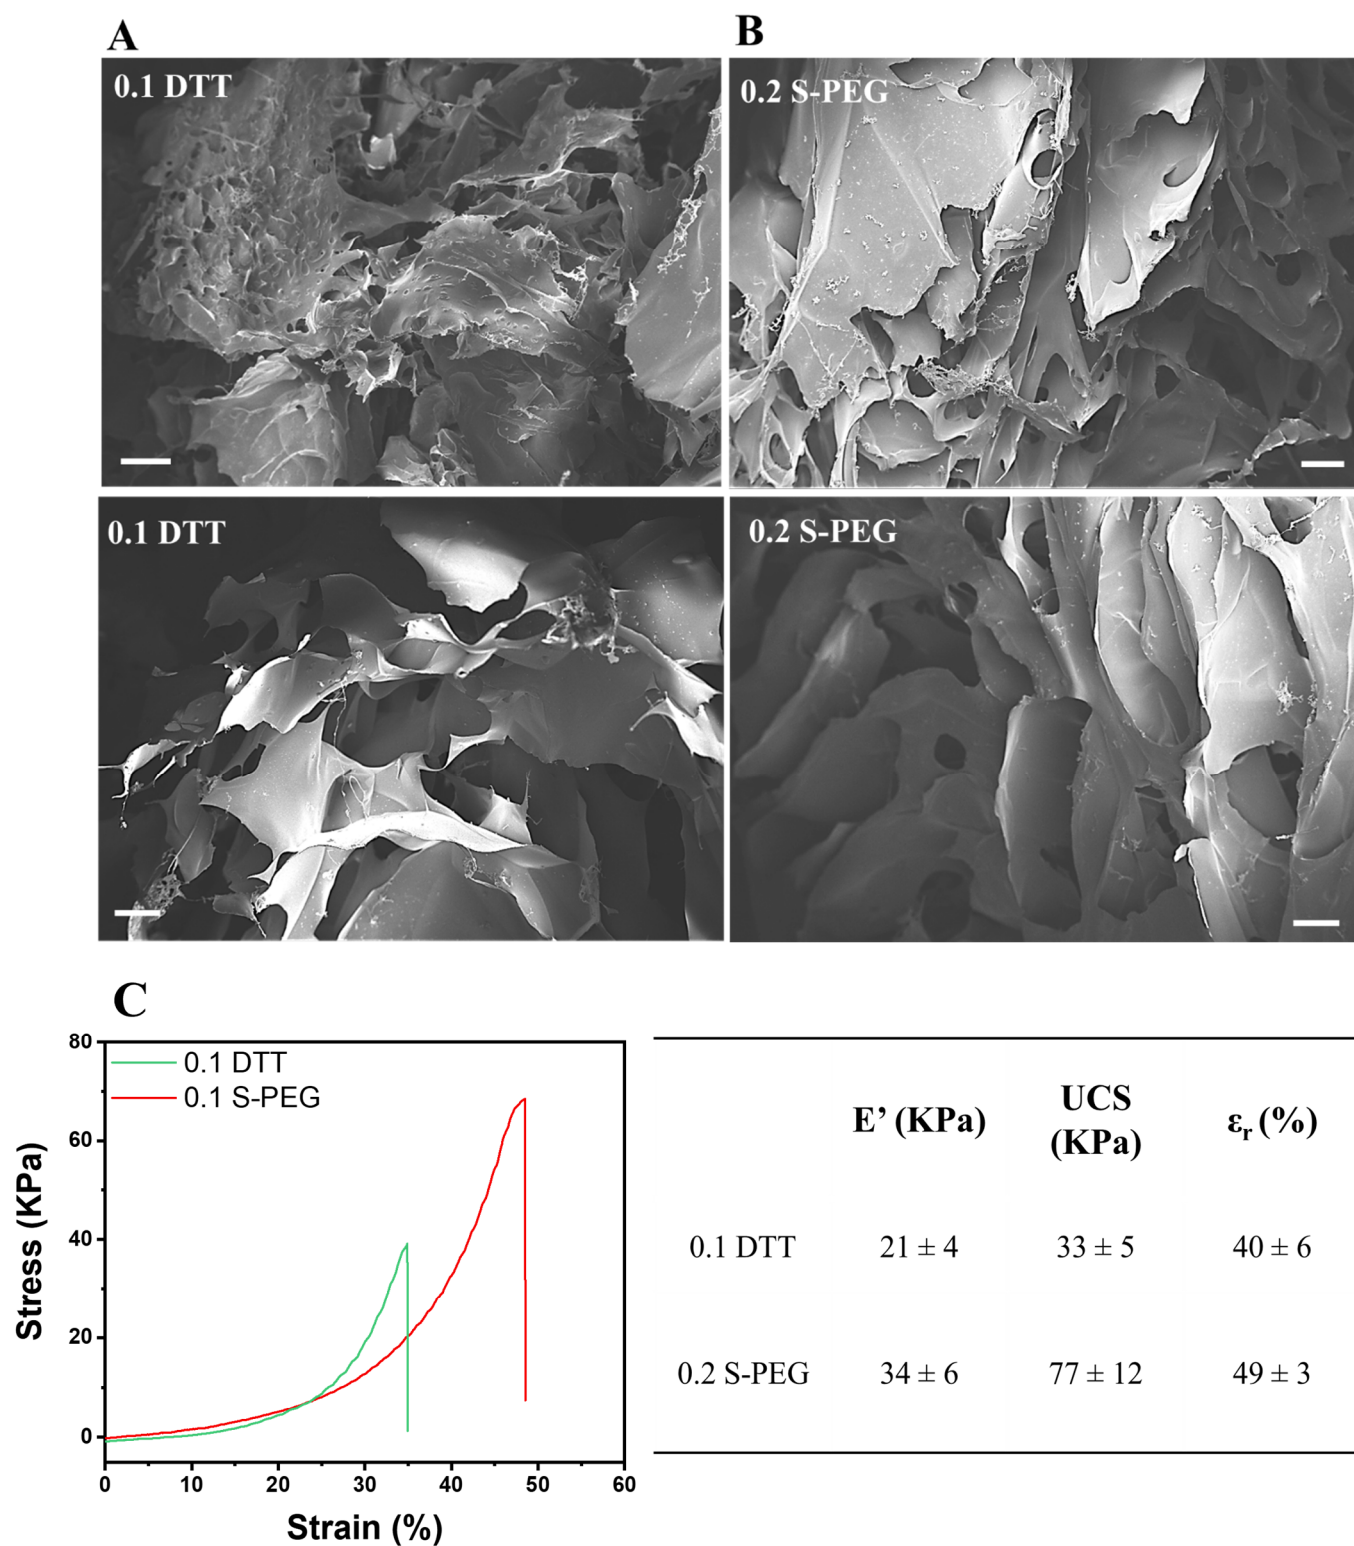 A
B
0.1 DTT
0.2 S-PEG
0.1 DTT
0.2 S-PEG
C
80
60
40
20
0
0 10 20 30 40 50 60
Stress (KPa)
Strain (%)
0.1 DTT
0.1 S-PEG
E’ (KPa) UCS (KPa) εr (%)
0.1 DTT 21 ± 4 33 ± 5 40 ± 6
0.2 S-PEG 34 ± 6 77 ± 12 49 ± 3